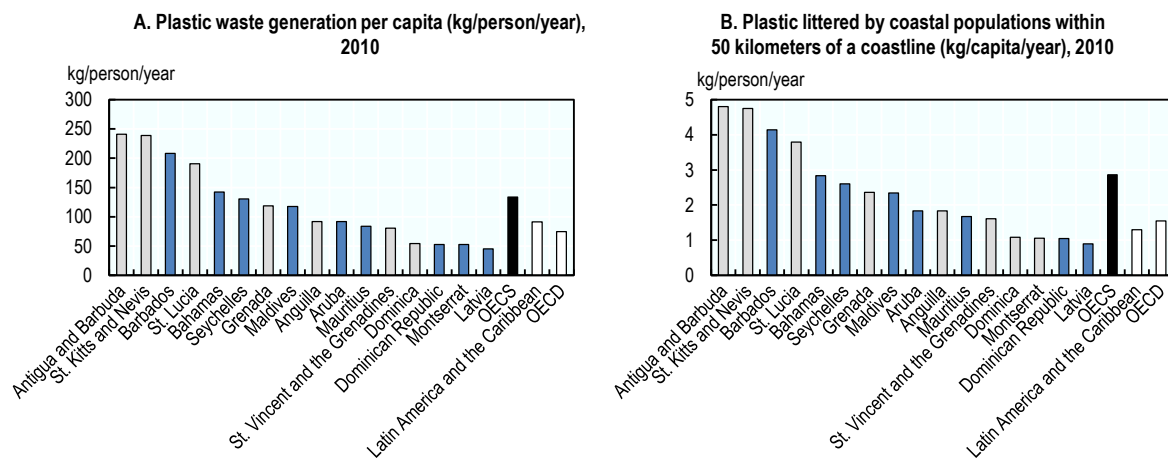 A. Plastic waste generation per capita (kg/person/year),
2010
kg/person/year
300
250
200
150
100
50
0
Antigua and Barbuda
St. Kitts and Nevis
Barbados
St. Lucia
Bahamas
Seychelles
Grenada
Maldives
Anguilla
Aruba
Mauritius
St. Vincent and the Grenadines
Dominica
Dominican Republic
Montserrat
Latvia
OECS
Latin America and the Caribbean
OECD
B. Plastic littered by coastal populations within
50 kilometers of a coastline (kg/capita/year), 2010
kg/person/year
5
4
3
2
1
0
Antigua and Barbuda
St. Kitts and Nevis
Barbados
St. Lucia
Bahamas
Seychelles
Grenada
Maldives
Aruba
Anguilla
Mauritius
St. Vincent and the Grenadines
Dominica
Montserrat
Dominican Republic
Latvia
OECS
Latin America and the Caribbean
OECD